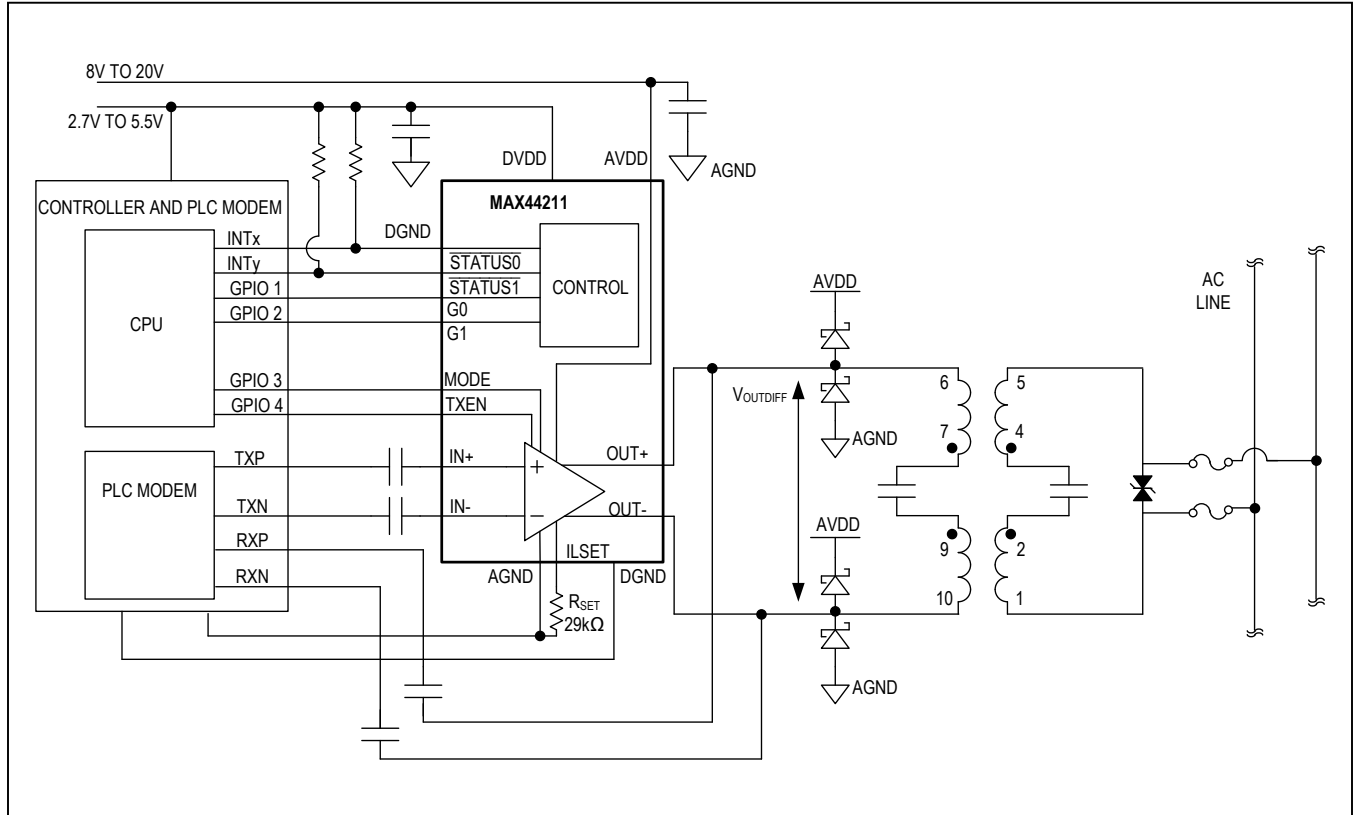 8V TO 20V
2.7V TO 5.5V
DVDD
AVDD
AGND
CONTROLLER AND PLC MODEM
MAX44211
DGND
INTx
INTy
GPIO 1
GPIO 2
CPU
STATUS0
STATUS1
G0
G1
CONTROL
GPIO 3
GPIO 4
MODE
TXEN
PLC MODEM
TXP
TXN
RXP
RXN
IN+
IN-
+
−
OUT+
OUT-
ILSET
AGND
DGND
RSET
29kΩ
AVDD
AGND
VOUTDIFF
AVDD
AGND
6
7
9
10
5
4
2
1
AC
LINE